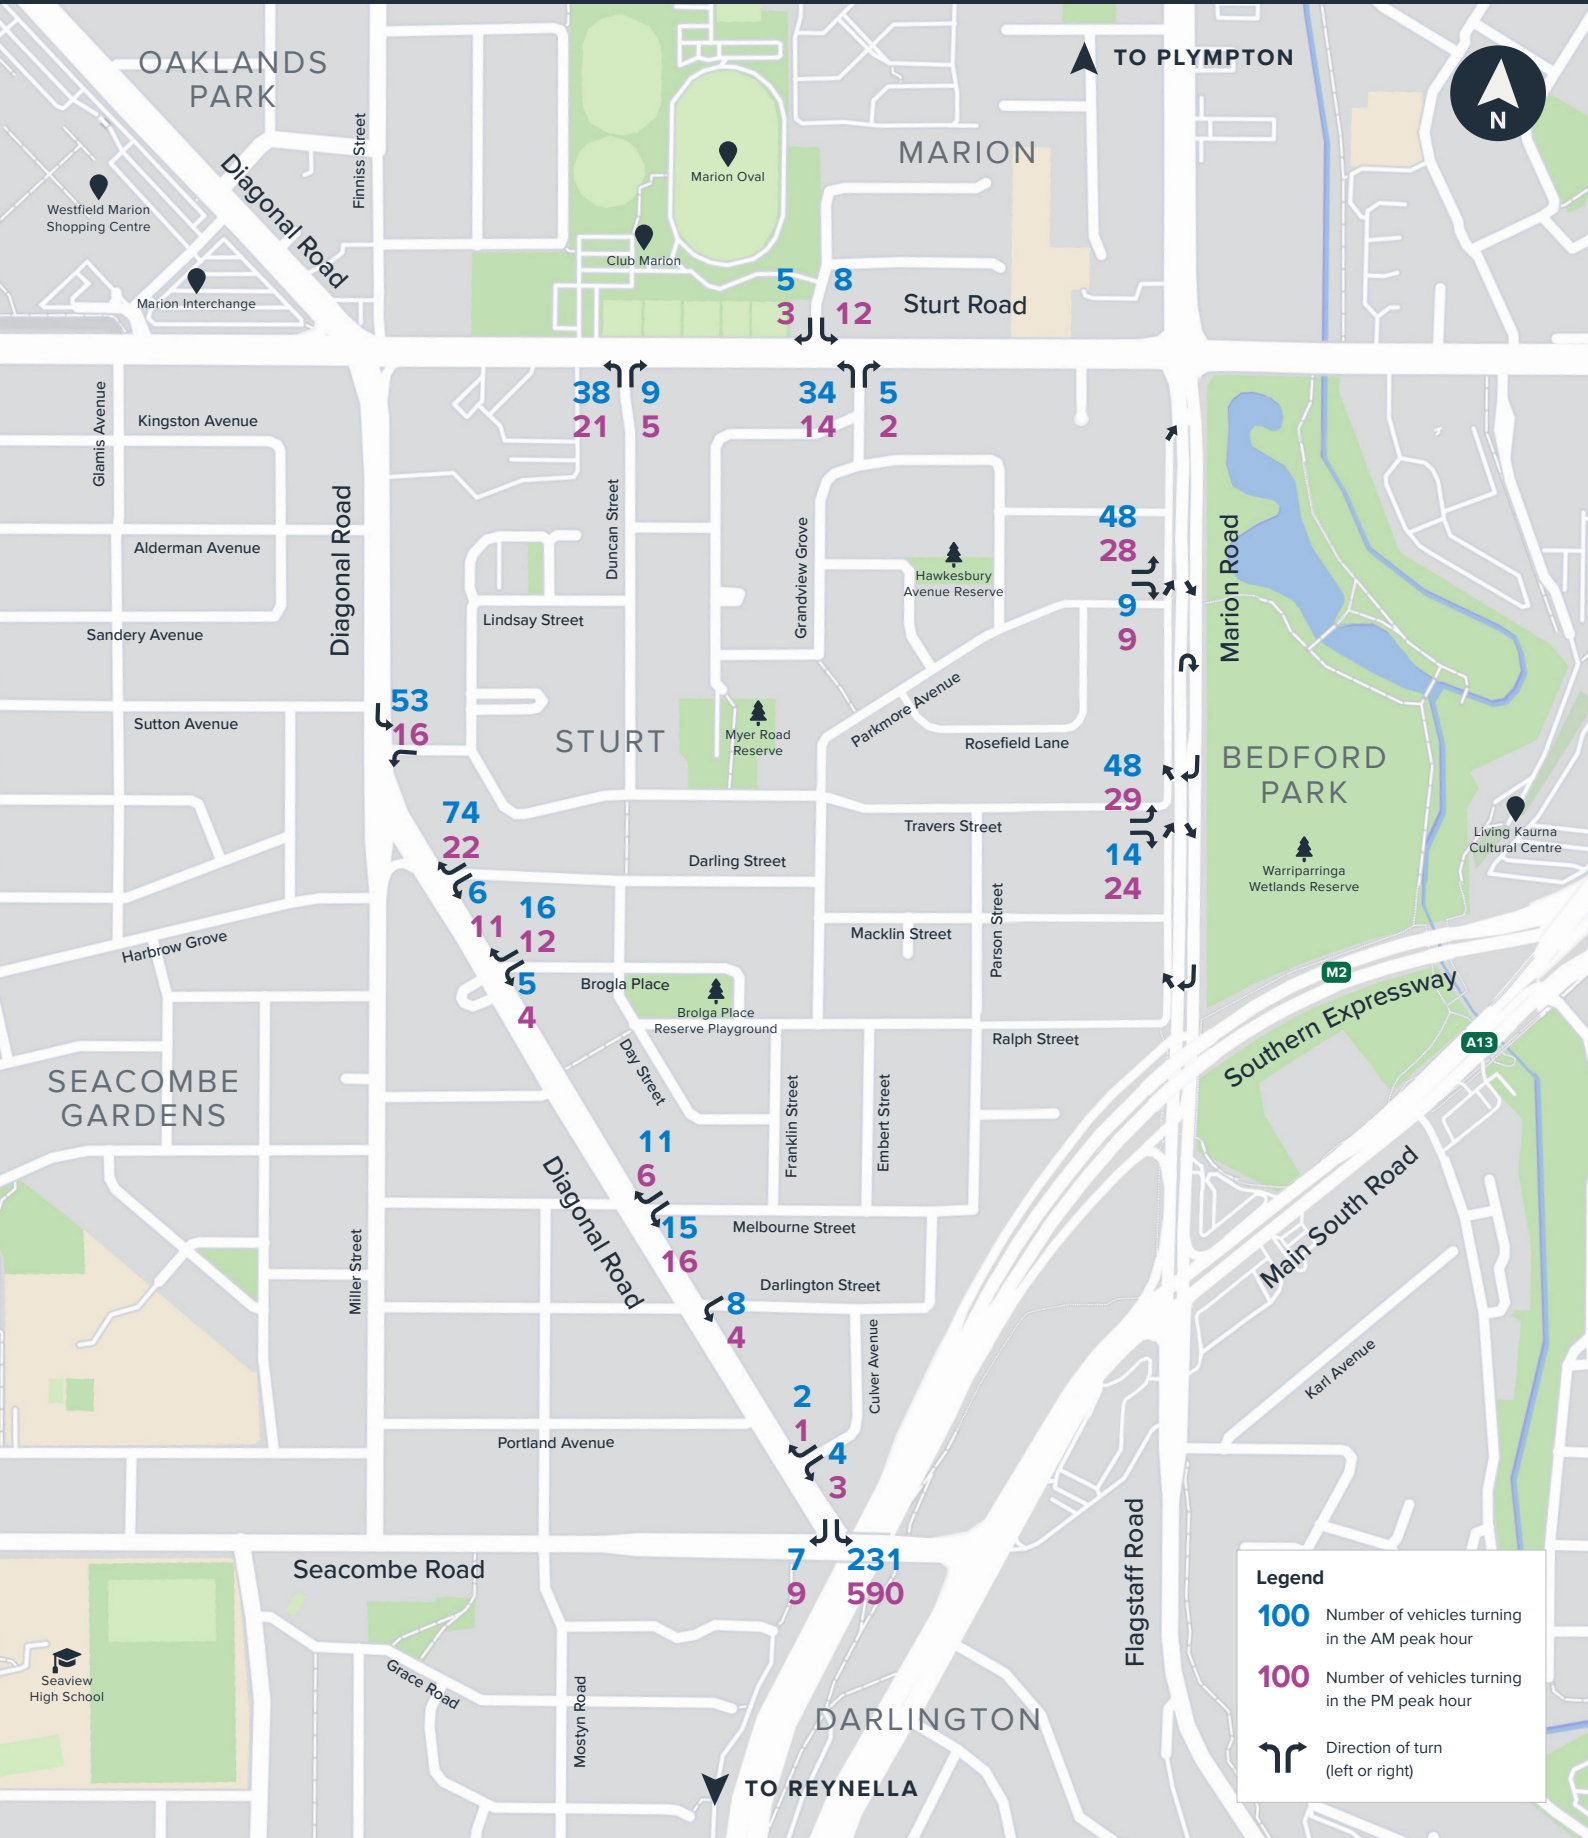 OAKLANDS
PARK
TO PLYMPTON
N
MARION
Finniss Street
Diagonal Road
Marion Oval
Westfield Marion
Shopping Centre
Club Marion
Marion Interchange
5
8
3
12
Sturt Road
38
9
34
5
21
5
14
2
Glamis Avenue
Kingston Avenue
Diagonal Road
Duncan Street
Grandview Grove
48
28
Marion Road
Alderman Avenue
Hawkesbury
Avenue Reserve
9
9
Lindsay Street
Sandery Avenue
53
16
Sutton Avenue
STURT
Myer Road
Reserve
Parkmore Avenue
Rosefield Lane
BEDFORD
PARK
48
29
74
22
Travers Street
Living Kaurna
Cultural Centre
Darling Street
14
24
Warriparringa
Wetlands Reserve
6
11
16
12
Macklin Street
Parson Street
Harbrow Grove
5
4
Brogla Place
M2
Brolga Place
Reserve Playground
Southern Expressway
Ralph Street
A13
Day Street
SEACOMBE
GARDENS
Franklin Street
Embert Street
11
6
Diagonal Road
Main South Road
15
16
Melbourne Street
Miller Street
Darlington Street
8
4
Culver Avenue
Karl Avenue
2
1
Portland Avenue
4
3
Flagstaff Road
7
231
9
590
Seacombe Road
Seaview
High School
Grace Road
Mostyn Road
DARLINGTON
TO REYNELLA
Legend
100
Number of vehicles turning
in the AM peak hour
100
Number of vehicles turning
in the PM peak hour
Direction of turn
(left or right)